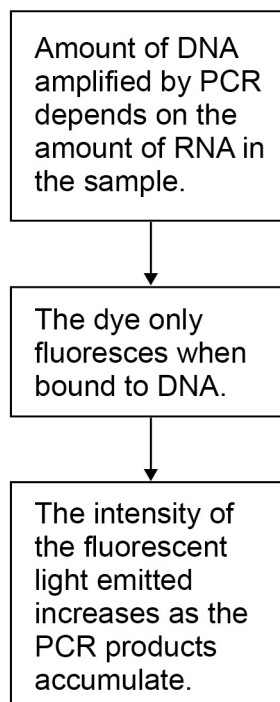 Amount of DNA
amplified by PCR
depends on the
amount of RNA in
the sample.
The dye only
fluoresces when
bound to DNA.
The intensity of
the fluorescent
light emitted
increases as the
PCR products
accumulate.